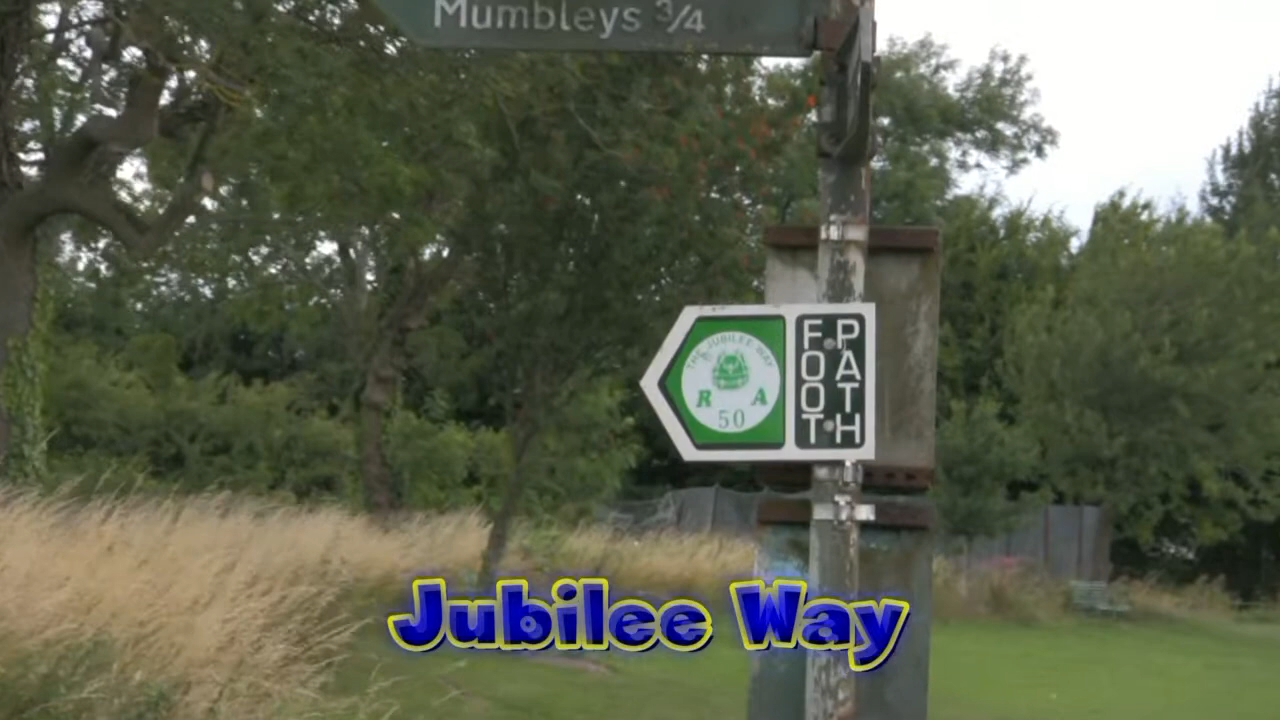 Mumbleys 3/4
THE JUBILEE WAY
R A
50
FOOT PATH
Jubilee Way